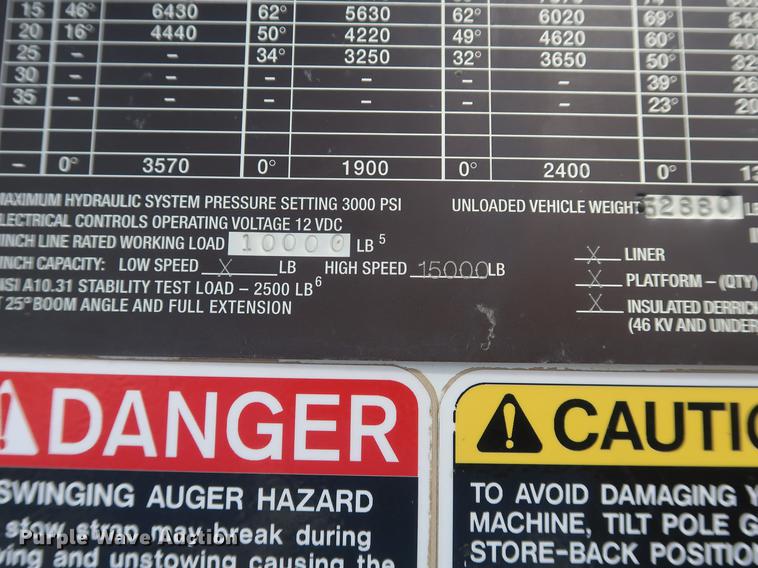 15 46° 6430 62° 5630 62° 6020 69°
20 16° 4440 50° 4220 49° 4620 60°
25 - - 34° 3250 32° 3650 50°
30 - - - - 39°
35 - - - - 23°
- 0° 3570 0° 1900 0° 2400 0°
MAXIMUM HYDRAULIC SYSTEM PRESSURE SETTING 3000 PSI
ELECTRICAL CONTROLS OPERATING VOLTAGE 12 VDC
WINCH LINE RATED WORKING LOAD 10000 LB 5
WINCH CAPACITY: LOW SPEED X LB HIGH SPEED 15000 LB
ANSI A10.31 STABILITY TEST LOAD – 2500 LB 6
AT 25° BOOM ANGLE AND FULL EXTENSION
UNLOADED VEHICLE WEIGHT 32680
X LINER
X PLATFORM – (QTY)
X INSULATED DERRICK
(46 KV AND UNDER
DANGER
SWINGING AUGER HAZARD
stow strap may break during
and unstowing causing the
CAUTION
TO AVOID DAMAGING
MACHINE, TILT POLE
STORE-BACK POSITION
Purple Wave Auction